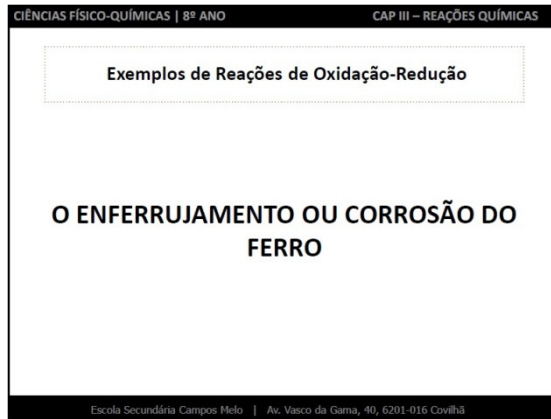 CIÊNCIAS FÍSICO-QUÍMICAS | 8º ANO CAP III – REAÇÕES QUÍMICAS
Exemplos de Reações de Oxidação-Redução
O ENFERRUJAMENTO OU CORROSÃO DO
FERRO
Escola Secundária Campos Melo | Av. Vasco da Gama, 40, 6201-016 Covilhã